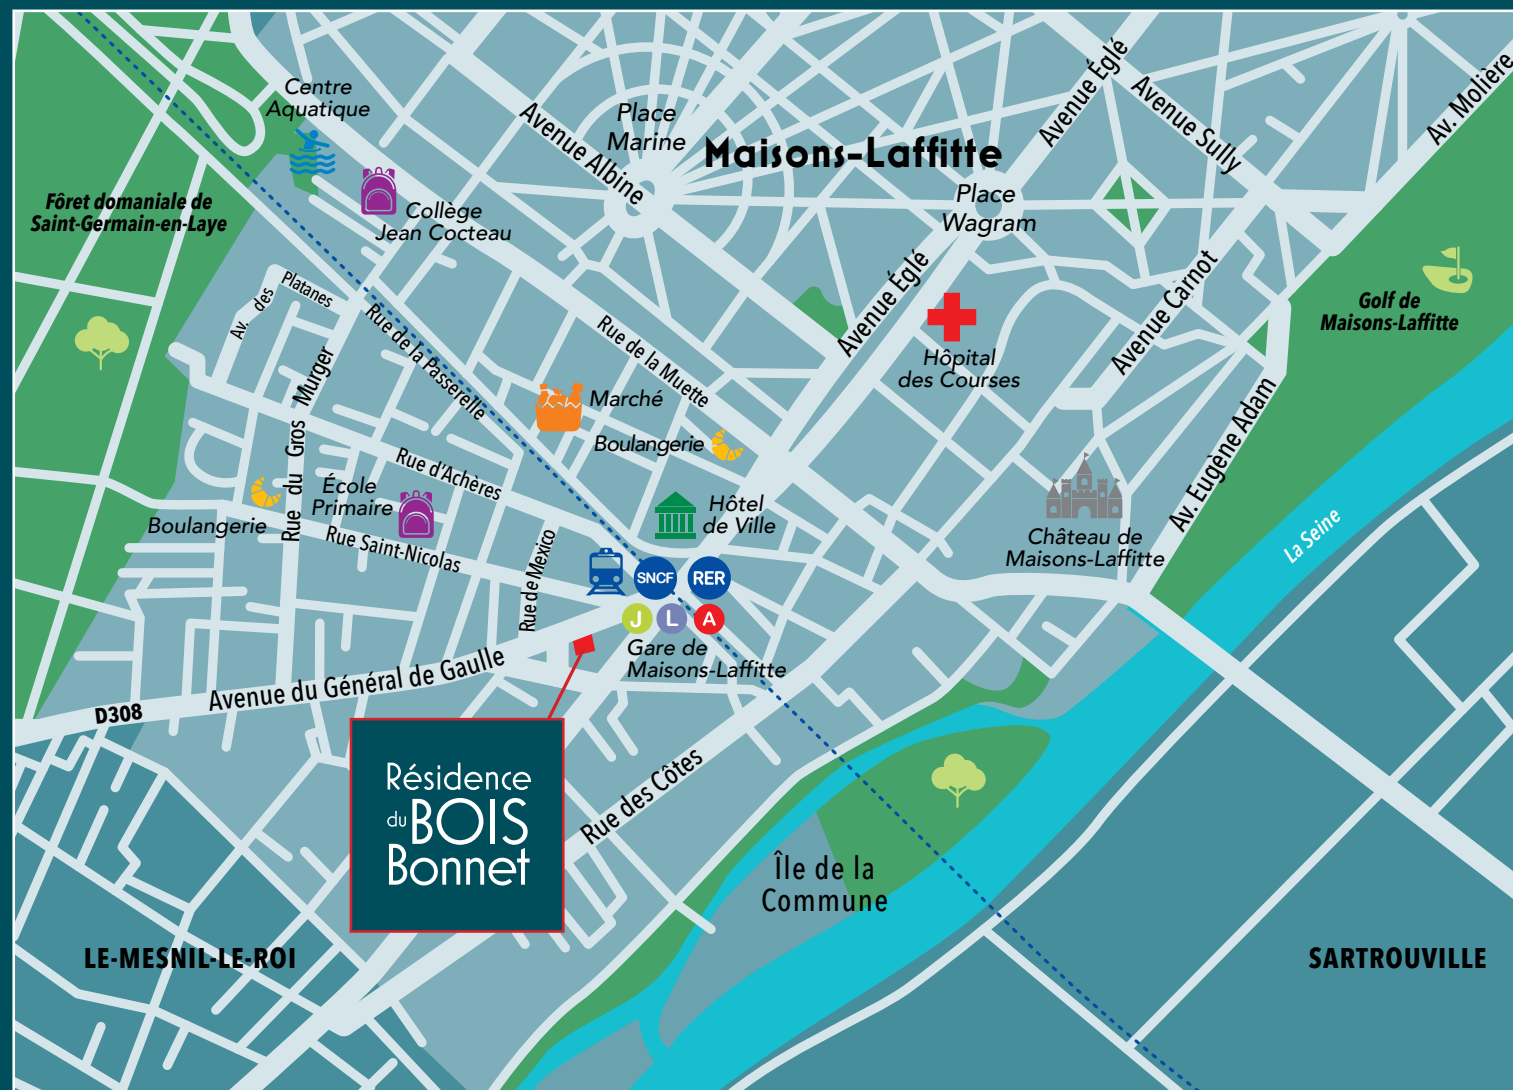 Centre
Aquatique
Place
Marine
Avenue Albine
Maisons-Laffitte
Avenue Églé
Avenue Sully
Av. Molière
Fôret domaniale de
Saint-Germain-en-Laye
Collège
Jean Cocteau
Place
Wagram
Av. des Platanes
Rue de la Passerelle
Rue de la Muette
Avenue Églé
Avenue Carnot
Golf de
Maisons-Laffitte
Hôpital
des Courses
Rue du Gros Murger
Marché
Boulangerie
Av. Eugène Adam
Rue d'Achères
École
Primaire
Boulangerie
Rue Saint-Nicolas
Rue de Mexico
Hôtel
de Ville
Château de
Maisons-Laffitte
La Seine
SNCF
RER
J
L
A
Gare de
Maisons-Laffitte
Avenue du Général de Gaulle
D308
Résidence
du BOIS
Bonnet
Rue des Côtes
Île de la
Commune
LE-MESNIL-LE-ROI
SARTROUVILLE